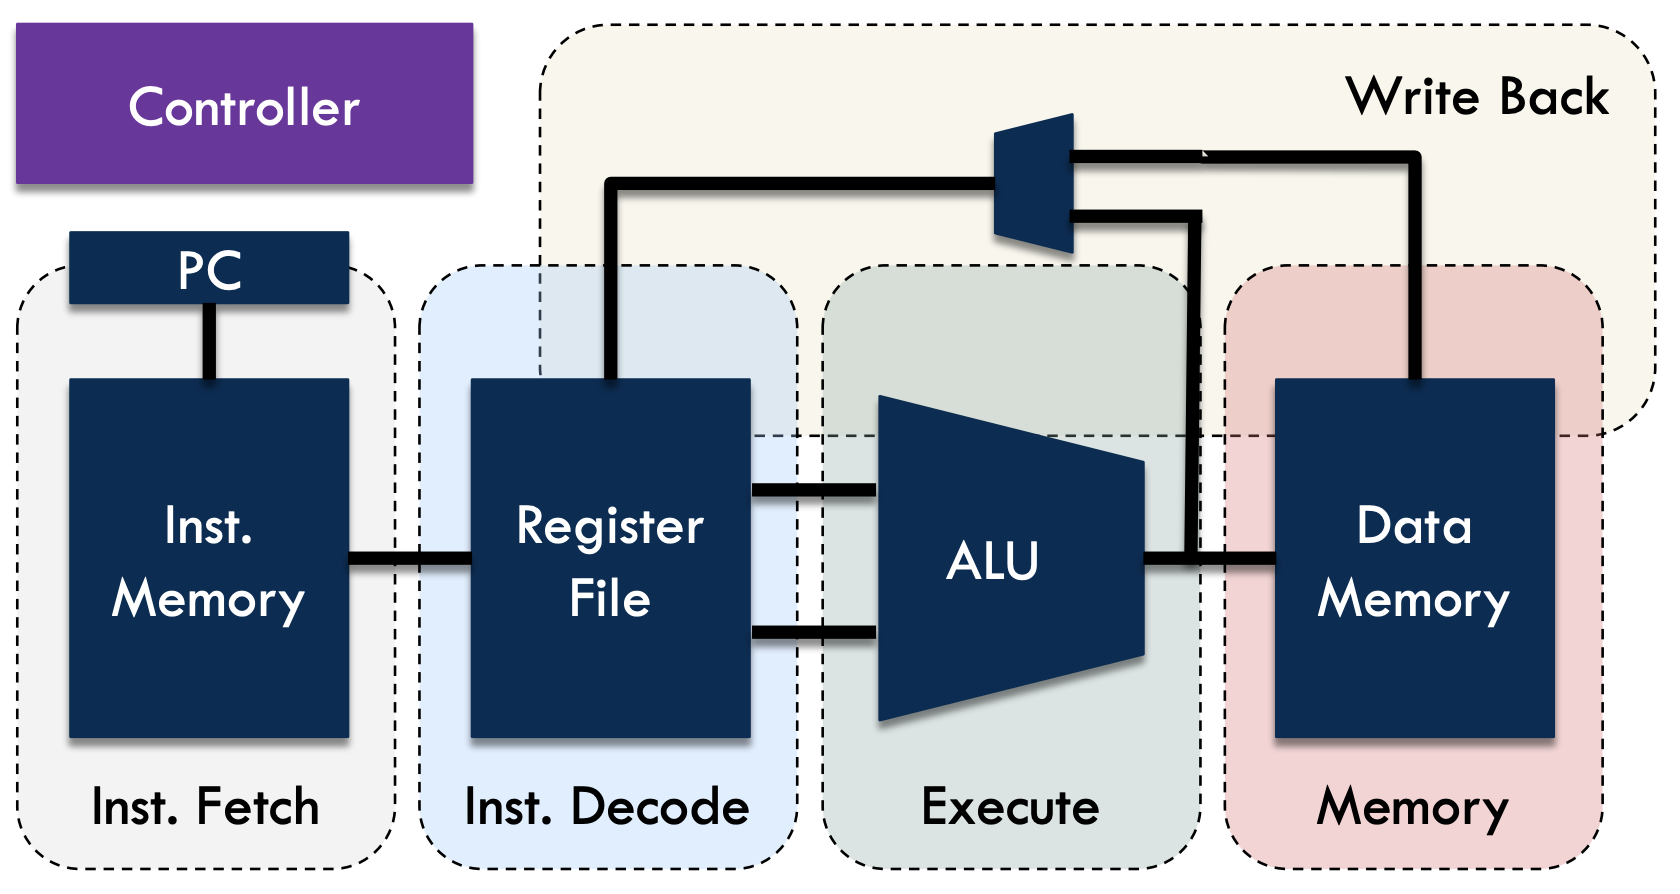 Controller
Write Back
PC
Inst.
Memory
Register
File
ALU
Data
Memory
Inst. Fetch
Inst. Decode
Execute
Memory